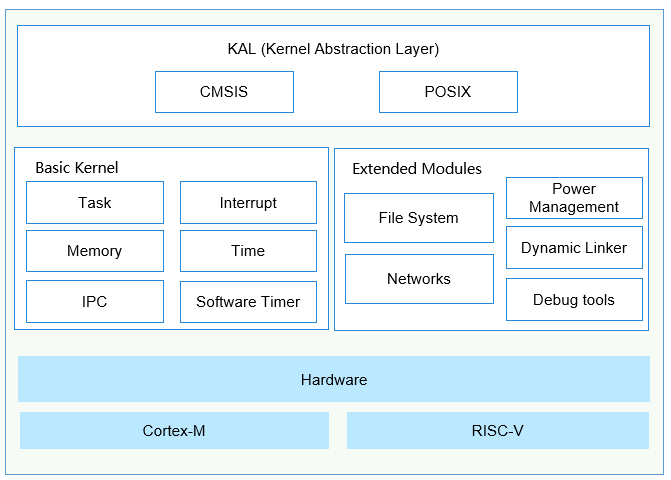 KAL (Kernel Abstraction Layer)
CMSIS
POSIX
Basic Kernel
Task
Interrupt
Memory
Time
IPC
Software Timer
Extended Modules
File System
Networks
Power
Management
Dynamic Linker
Debug tools
Hardware
Cortex-M
RISC-V